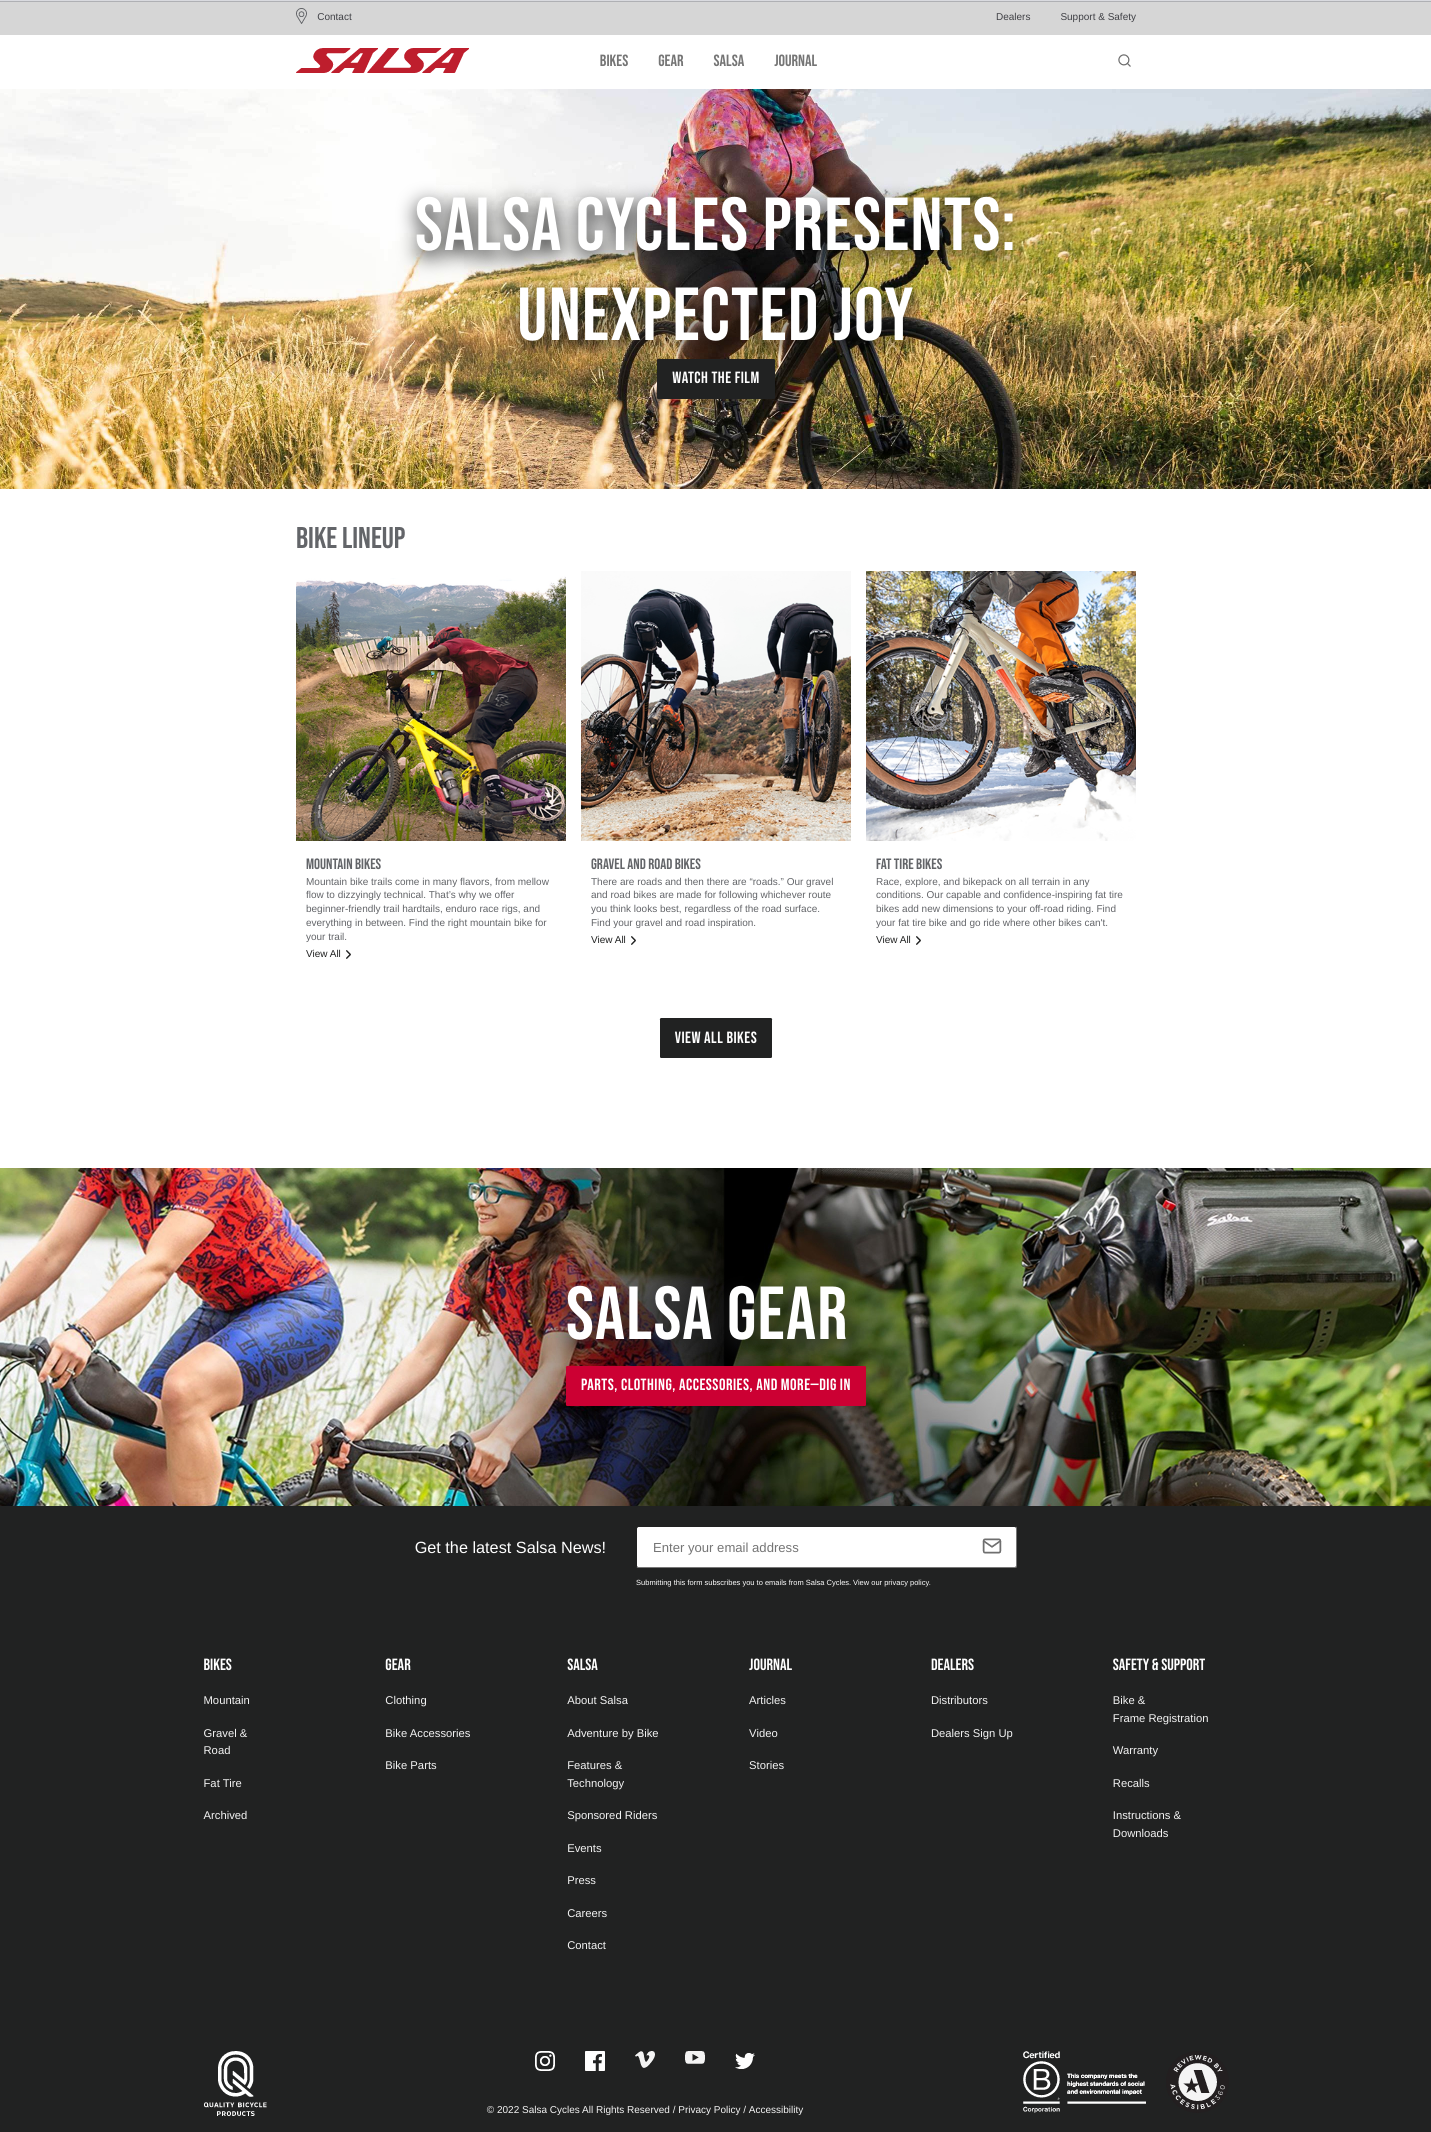 Contact
Dealers
Support & Safety
SALSA
BIKES
GEAR
SALSA
JOURNAL
SALSA CYCLES PRESENTS:
UNEXPECTED JOY
WATCH THE FILM
BIKE LINEUP
MOUNTAIN BIKES
Mountain bike trails come in many flavors, from mellow
flow to dizzyingly technical. That's why we offer
beginner-friendly trail hardtails, enduro race rigs, and
everything in between. Find the right mountain bike for
your trail.
View All
GRAVEL AND ROAD BIKES
There are roads and then there are “roads.” Our gravel
and road bikes are made for following whichever route
you think looks best, regardless of the road surface.
Find your gravel and road inspiration.
View All
FAT TIRE BIKES
Race, explore, and bikepack on all terrain in any
conditions. Our capable and confidence-inspiring fat tire
bikes add new dimensions to your off-road riding. Find
your fat tire bike and go ride where other bikes can't.
View All
VIEW ALL BIKES
Salsa
Salsa
SALSA GEAR
PARTS, CLOTHING, ACCESSORIES, AND MORE—DIG IN
Get the latest Salsa News!
Enter your email address
Submitting this form subscribes you to emails from Salsa Cycles. View our privacy policy.
BIKES
Mountain
Gravel &
Road
Fat Tire
Archived
GEAR
Clothing
Bike Accessories
Bike Parts
SALSA
About Salsa
Adventure by Bike
Features &
Technology
Sponsored Riders
Events
Press
Careers
Contact
JOURNAL
Articles
Video
Stories
DEALERS
Distributors
Dealers Sign Up
SAFETY & SUPPORT
Bike &
Frame Registration
Warranty
Recalls
Instructions &
Downloads
QUALITY BICYCLE
PRODUCTS
© 2022 Salsa Cycles All Rights Reserved / Privacy Policy / Accessibility
Certified
B
Corporation
This company meets the
highest standards of social
and environmental impact
REVIEWED BY
A
ACCESSIBLE360